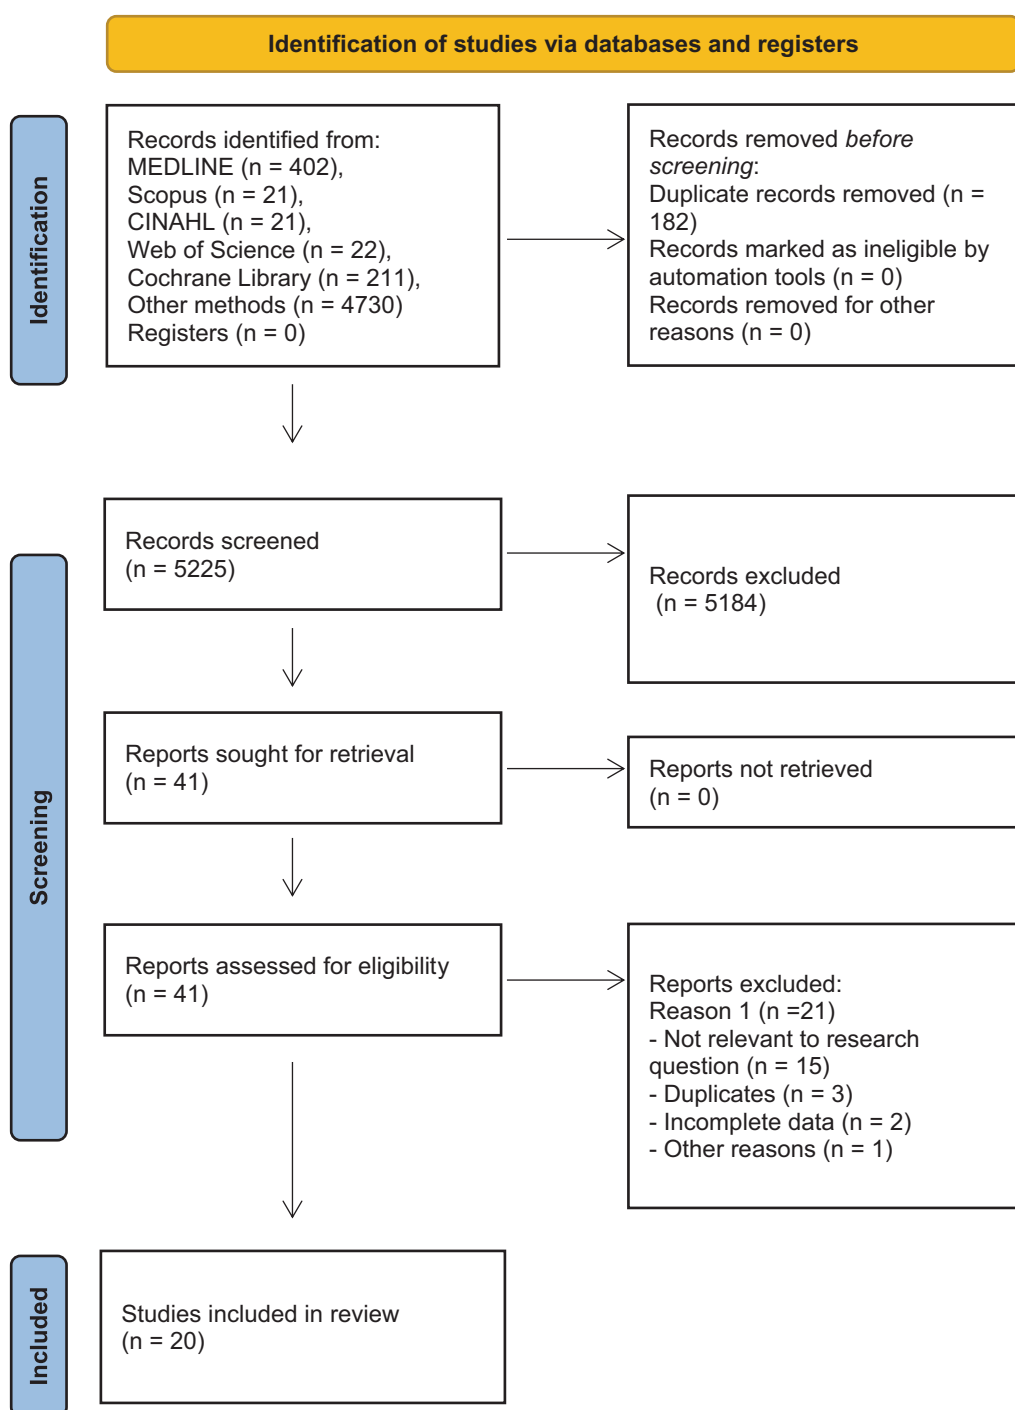 Identification of studies via databases and registers
Identification
Records identified from:
MEDLINE (n = 402),
Scopus (n = 21),
CINAHL (n = 21),
Web of Science (n = 22),
Cochrane Library (n = 211),
Other methods (n = 4730)
Registers (n = 0)
Records removed before
screening:
Duplicate records removed (n =
182)
Records marked as ineligible by
automation tools (n = 0)
Records removed for other
reasons (n = 0)
Screening
Records screened
(n = 5225)
Records excluded
(n = 5184)
Reports sought for retrieval
(n = 41)
Reports not retrieved
(n = 0)
Reports assessed for eligibility
(n = 41)
Reports excluded:
Reason 1 (n =21)
- Not relevant to research
question (n = 15)
- Duplicates (n = 3)
- Incomplete data (n = 2)
- Other reasons (n = 1)
Included
Studies included in review
(n = 20)